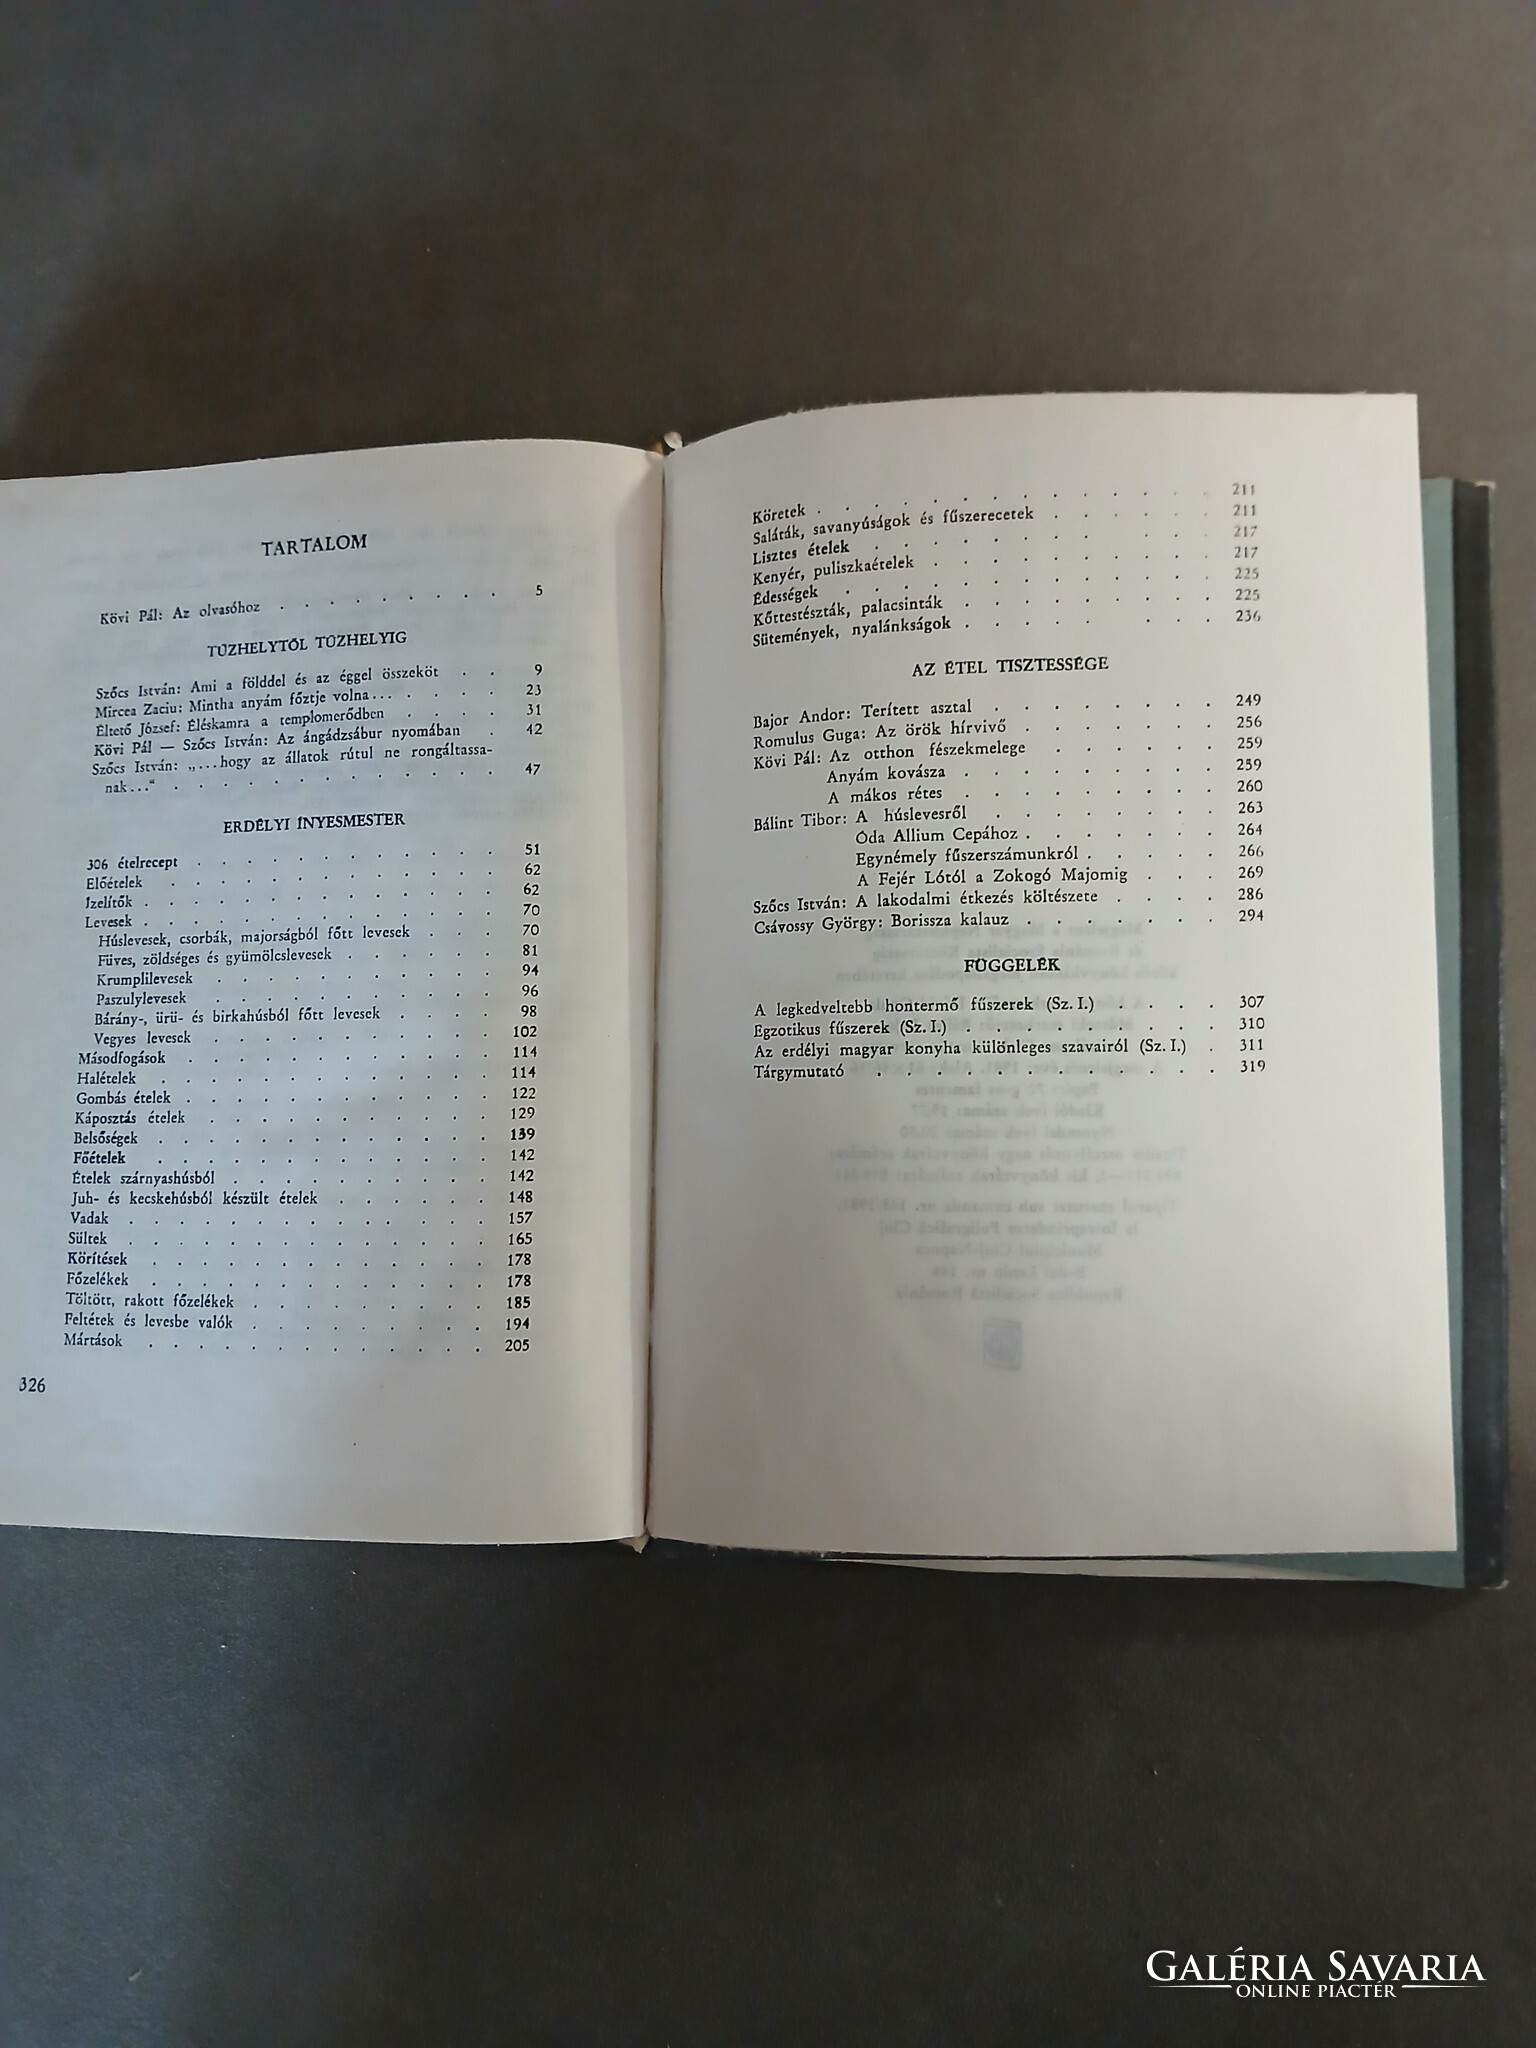 TARTALOM
Kövi Pál: Az olvasóhoz . . . . . . . . . 5
TŰZHELYTŐL TŰZHELYIG
Szőcs István: Ami a földdel és az éggel összeköt . . 9
Mircea Zaciu: Mintha anyám főztje volna... . . . . 23
Éltető József: Éléskamra a templomerődben . . . . 31
Kövi Pál — Szőcs István: Az ángádzsábur nyomában . 42
Szőcs István: „...hogy az állatok rútul ne rongáltassa-
nak..." . . . . . . . . . . . 47
ERDÉLYI ÍNYESMESTER
306 ételrecept . . . . . . . . . . . 51
Előételek . . . . . . . . . . . 62
Izelítők . . . . . . . . . . . . 62
Levesek . . . . . . . . . . . . 70
Húslevesek, csorbák, majorságból főtt levesek . . . 70
Füves, zöldséges és gyümölcslevesek . . . . . . 81
Krumplilevesek . . . . . . . . . . 94
Paszulylevesek . . . . . . . . . . 96
Bárány-, ürü- és birkahúsból főtt levesek . . . . 98
Vegyes levesek . . . . . . . . . . 102
Másodfogások . . . . . . . . . . . 114
Halételek . . . . . . . . . . . . 114
Gombás ételek . . . . . . . . . . . 122
Káposztás ételek . . . . . . . . . . 129
Belsőségek . . . . . . . . . . . . 139
Főételek . . . . . . . . . . . . 142
Ételek szárnyashúsból . . . . . . . . . 142
Juh- és kecskehúsból készült ételek . . . . . 148
Vadak . . . . . . . . . . . . . 157
Sültek . . . . . . . . . . . . . 165
Körítések . . . . . . . . . . . . 178
Főzelékek . . . . . . . . . . . . 178
Töltött, rakott főzelékek . . . . . . . . 185
Feltétek és levesbe valók . . . . . . . . 194
Mártások . . . . . . . . . . . . 205
326
Köretek . . . . . . . . . . . . . 211
Saláták, savanyúságok és fűszerecetek . . . . . . 211
Lisztes ételek . . . . . . . . . . . 217
Kenyér, puliszkaételek . . . . . . . . . . 217
Édességek . . . . . . . . . . . . 225
Kőttestészták, palacsinták . . . . . . . . . 225
Sütemények, nyalánkságok . . . . . . . . 236
AZ ÉTEL TISZTESSÉGE
Bajor Andor: Terített asztal . . . . . . . . 249
Romulus Guga: Az örök hírvivő . . . . . . . 256
Kövi Pál: Az otthon fészekmelege . . . . . . 259
Anyám kovásza . . . . . . . . . 259
A mákos rétes . . . . . . . . . 260
Bálint Tibor: A húslevesről . . . . . . . . 263
Óda Allium Cepához . . . . . . . 264
Egynémely fűszerszámunkról . . . . . 266
A Fejér Lótól a Zokogó Majomig . . . 269
Szőcs István: A lakodalmi étkezés költészete . . . . 286
Csávossy György: Borissza kalauz . . . . . . . 294
FÜGGELÉK
A legkedveltebb hontermő fűszerek (Sz. I.) . . . . 307
Egzotikus fűszerek (Sz. I.) . . . . . . . . . 310
Az erdélyi magyar konyha különleges szavairól (Sz. I.) . 311
Tárgymutató . . . . . . . . . . . . 319
GALÉRIA SAVARIA
ONLINE PIACTÉR